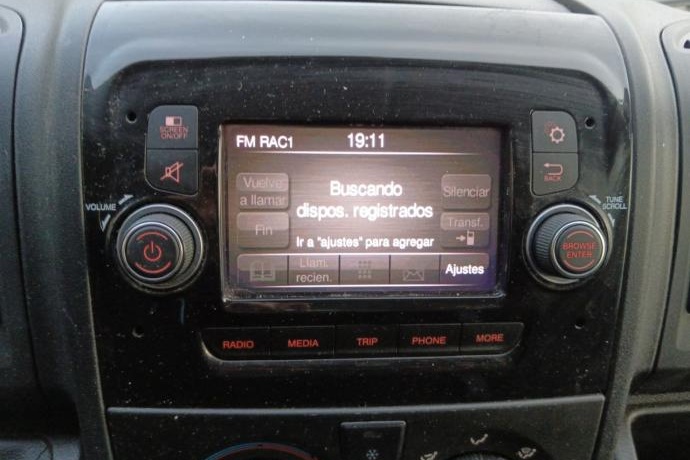 SCREEN
ON/OFF
VOLUME
FM RAC1 19:11
Vuelve
a llamar
Fin
Buscando
dispos. registrados
Ir a "ajustes" para agregar
Silenciar
Transf.
Llam.
recien.
Ajustes
BACK
TUNE
SCROLL
BROWSE
ENTER
RADIO
MEDIA
TRIP
PHONE
MORE